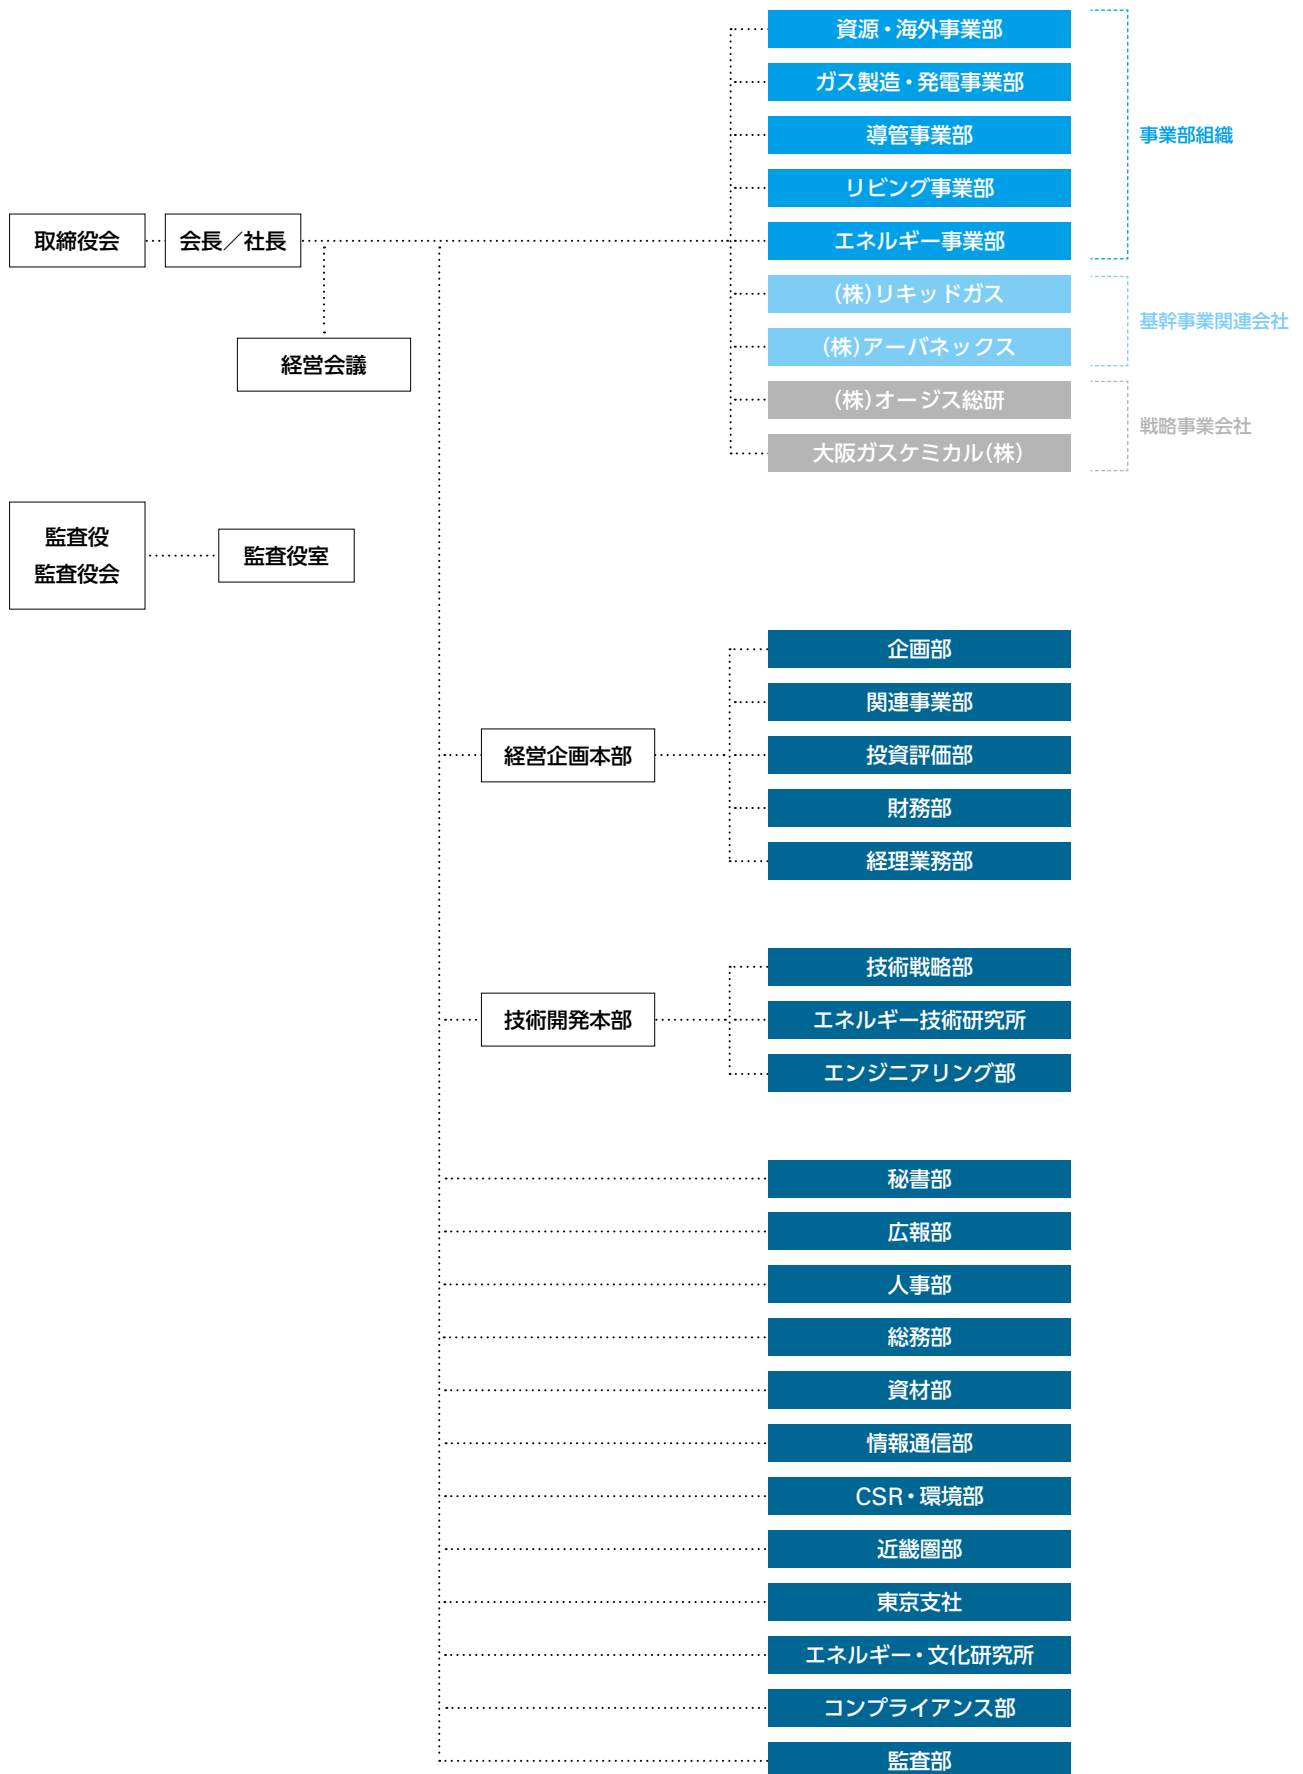 資源・海外事業部
ガス製造・発電事業部
導管事業部
事業部組織
リビング事業部
取締役会
会長／社長
エネルギー事業部
(株)リキッドガス
基幹事業関連会社
(株)アーバネックス
経営会議
(株)オージス総研
戦略事業会社
大阪ガスケミカル(株)
監査役
監査役会
監査役室
企画部
関連事業部
経営企画本部
投資評価部
財務部
経理業務部
技術戦略部
技術開発本部
エネルギー技術研究所
エンジニアリング部
秘書部
広報部
人事部
総務部
資材部
情報通信部
CSR・環境部
近畿圏部
東京支社
エネルギー・文化研究所
コンプライアンス部
監査部